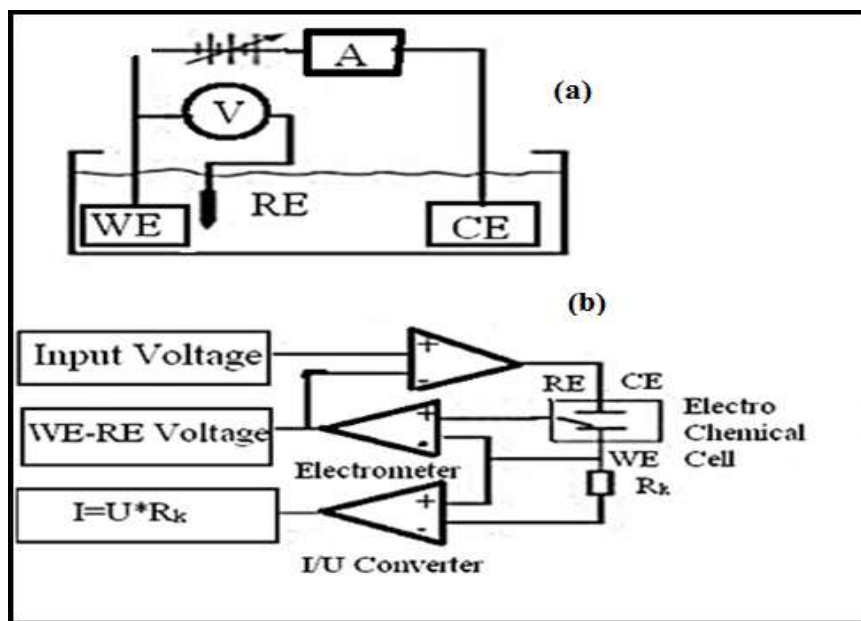 A
(a)
V
RE
WE
CE
(b)
Input Voltage
+
-
RE
CE
WE-RE Voltage
+
-
Electro
Chemical
Cell
Electrometer
WE
Rk
I=U*Rk
+
-
I/U Converter